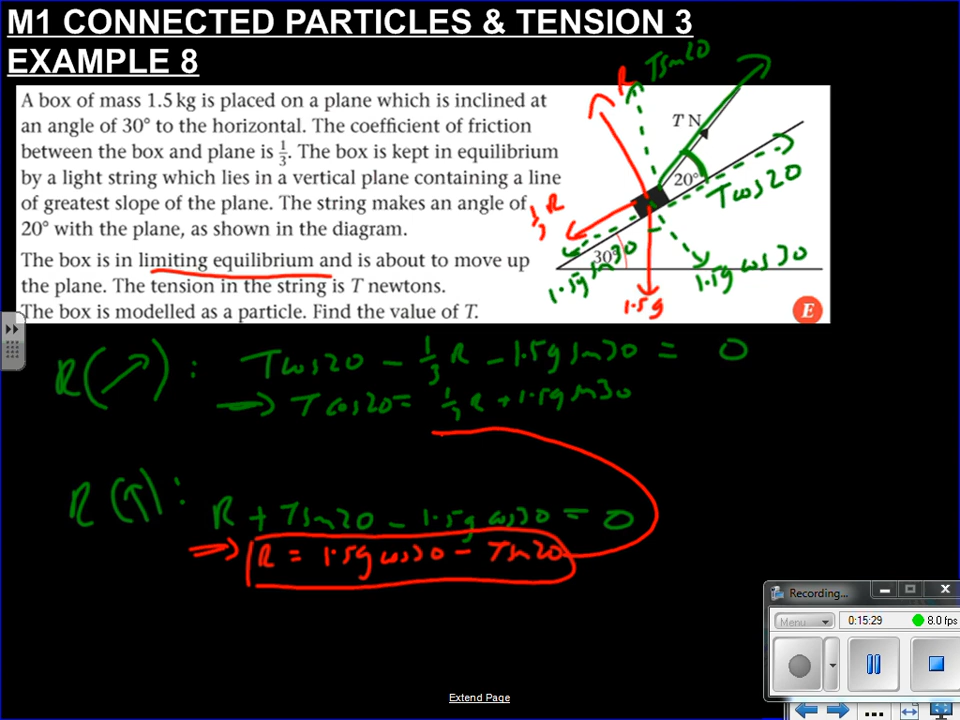 M1 CONNECTED PARTICLES & TENSION 3
EXAMPLE 8
A box of mass 1.5 kg is placed on a plane which is inclined at
an angle of 30° to the horizontal. The coefficient of friction
between the box and plane is 1/3. The box is kept in equilibrium
by a light string which lies in a vertical plane containing a line
of greatest slope of the plane. The string makes an angle of
20° with the plane, as shown in the diagram.
The box is in limiting equilibrium and is about to move up
the plane. The tension in the string is T newtons.
The box is modelled as a particle. Find the value of T.
R
Tsin20
T N
20°
Tcos20
1/3 R
30°
1.5g sin30
1.5g cos30
1.5g
E
R(↗): Tcos20 - 1/3 R - 1.5g sin30 = 0
⇒ Tcos20 = 1/3 R + 1.5g sin30
R(↑): R + Tsin20 - 1.5g cos30 = 0
⇒ R = 1.5g cos30 - Tsin20
Recording...
Menu
0:15:29
8.0 fps
Extend Page